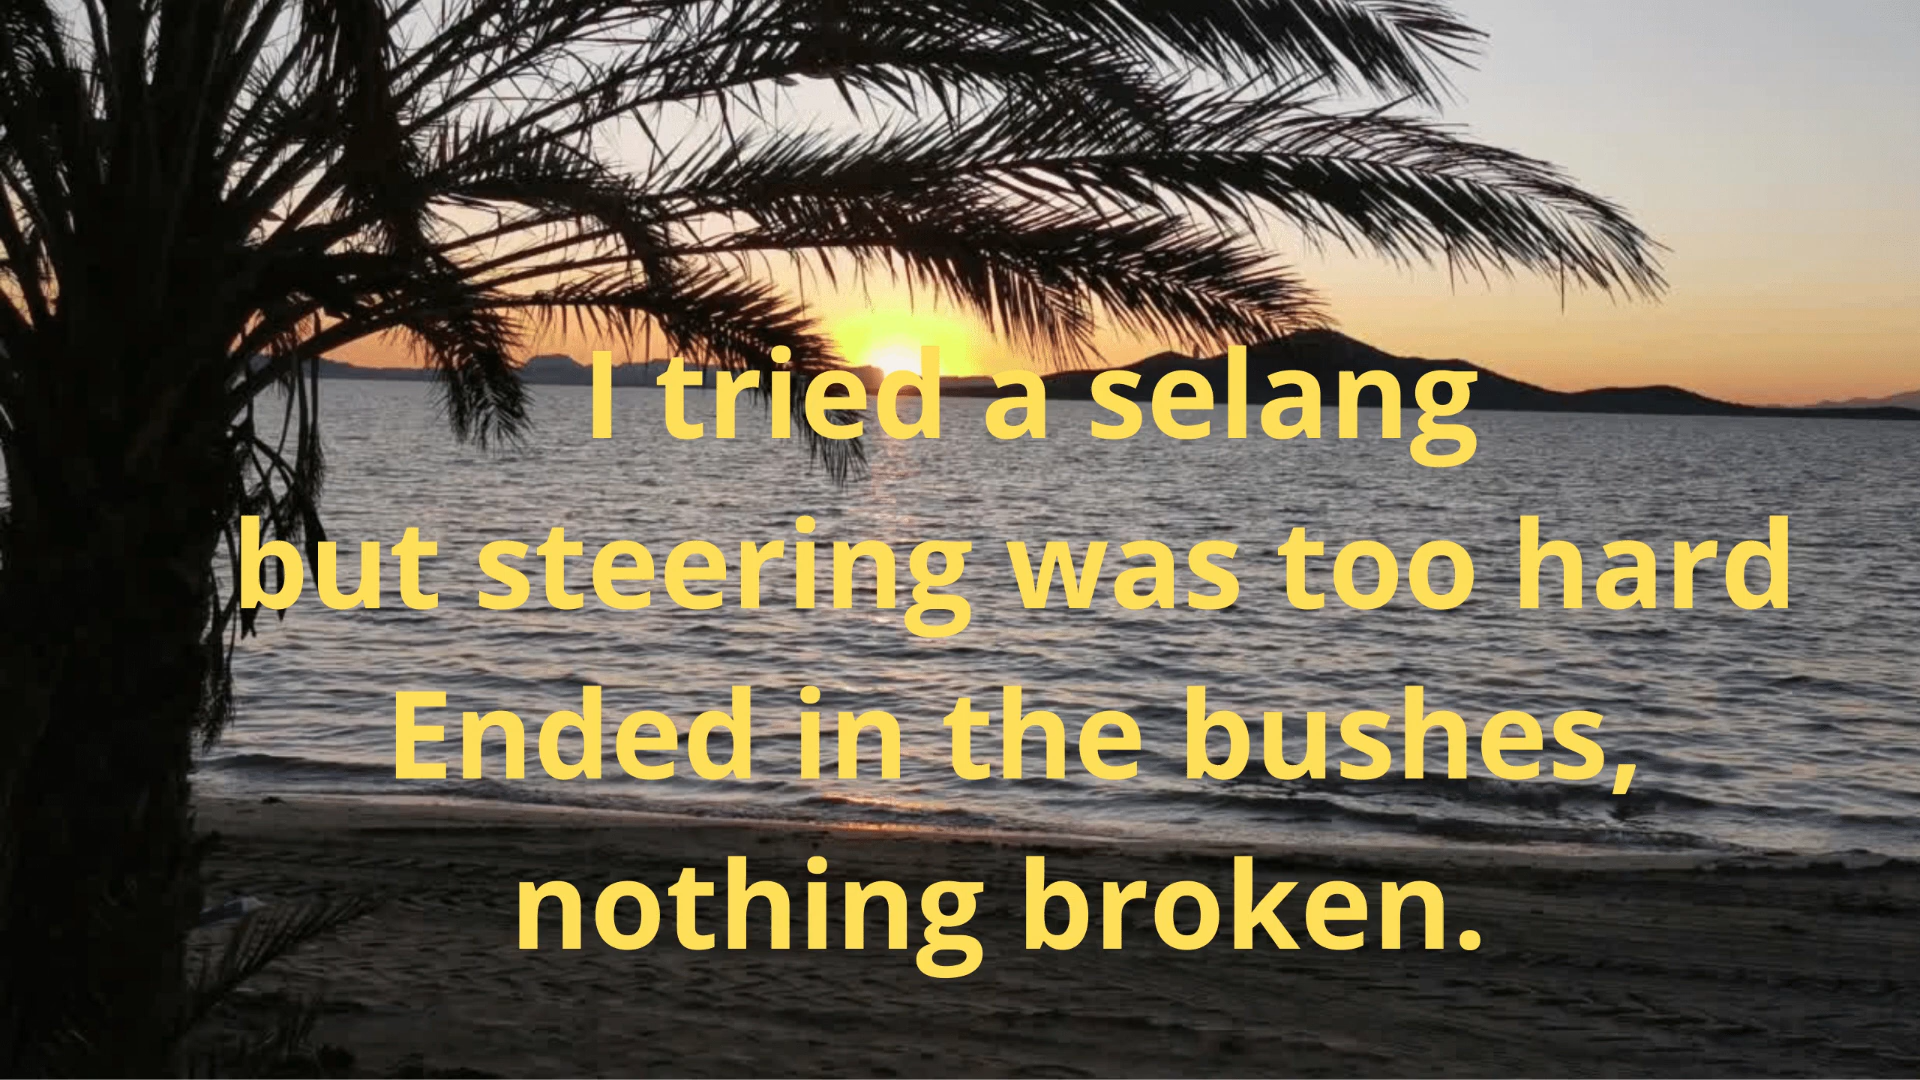 I tried a selang
but steering was too hard
Ended in the bushes,
nothing broken.